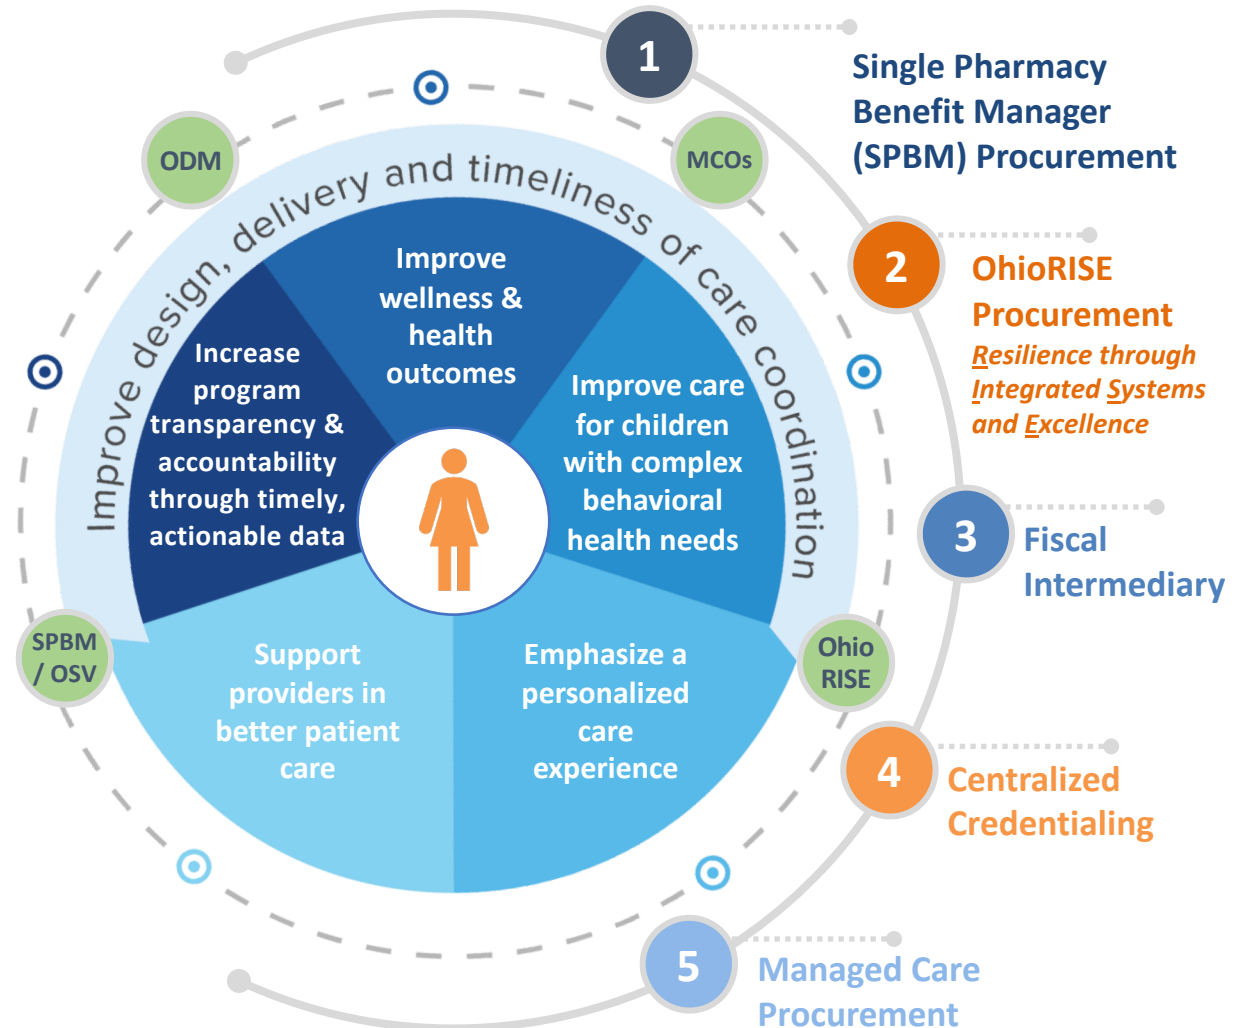 1
Single Pharmacy
Benefit Manager
(SPBM) Procurement
ODM
MCOs
Improve design, delivery and timeliness of care coordination
2
OhioRISE
Procurement
Resilience through
Integrated Systems
and Excellence
Improve
wellness &
health
outcomes
Increase
program
transparency &
accountability
through timely,
actionable data
Improve care
for children
with complex
behavioral
health needs
3
Fiscal
Intermediary
SPBM
/ OSV
Support
providers in
better patient
care
Emphasize a
personalized
care
experience
Ohio
RISE
4
Centralized
Credentialing
5
Managed Care
Procurement